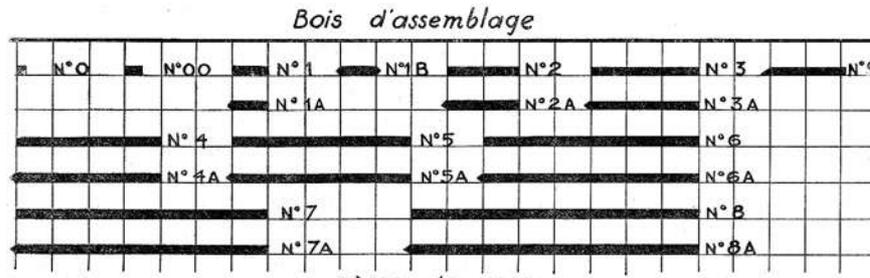 Bois d'assemblage
N°0 N°00 N°1 N°1B N°2 N°3
N°1A N°2A N°3A
N°4 N°5 N°6
N°4A N°5A N°6A
N°7 N°8
N°7A N°8A